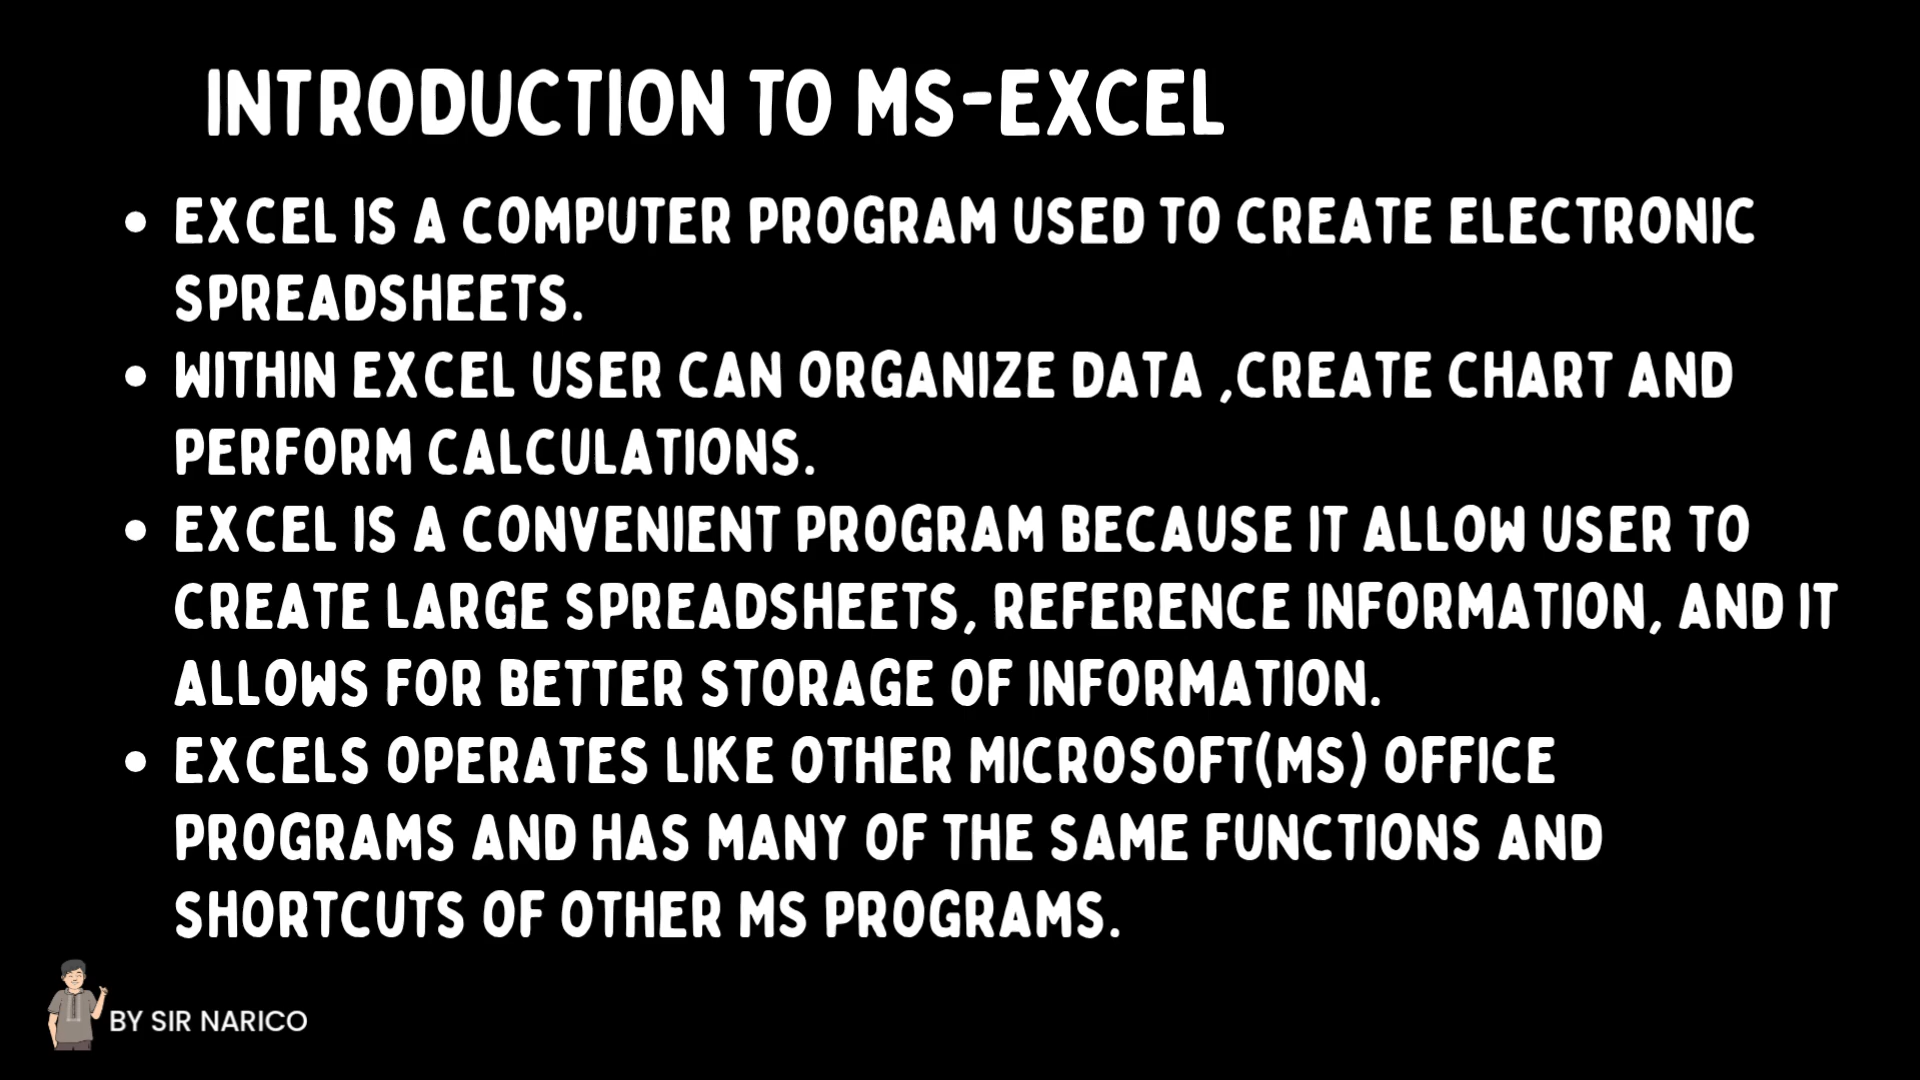 INTRODUCTION TO MS-EXCEL
• EXCEL IS A COMPUTER PROGRAM USED TO CREATE ELECTRONIC
SPREADSHEETS.
• WITHIN EXCEL USER CAN ORGANIZE DATA ,CREATE CHART AND
PERFORM CALCULATIONS.
• EXCEL IS A CONVENIENT PROGRAM BECAUSE IT ALLOW USER TO
CREATE LARGE SPREADSHEETS, REFERENCE INFORMATION, AND IT
ALLOWS FOR BETTER STORAGE OF INFORMATION.
• EXCELS OPERATES LIKE OTHER MICROSOFT(MS) OFFICE
PROGRAMS AND HAS MANY OF THE SAME FUNCTIONS AND
SHORTCUTS OF OTHER MS PROGRAMS.
BY SIR NARICO